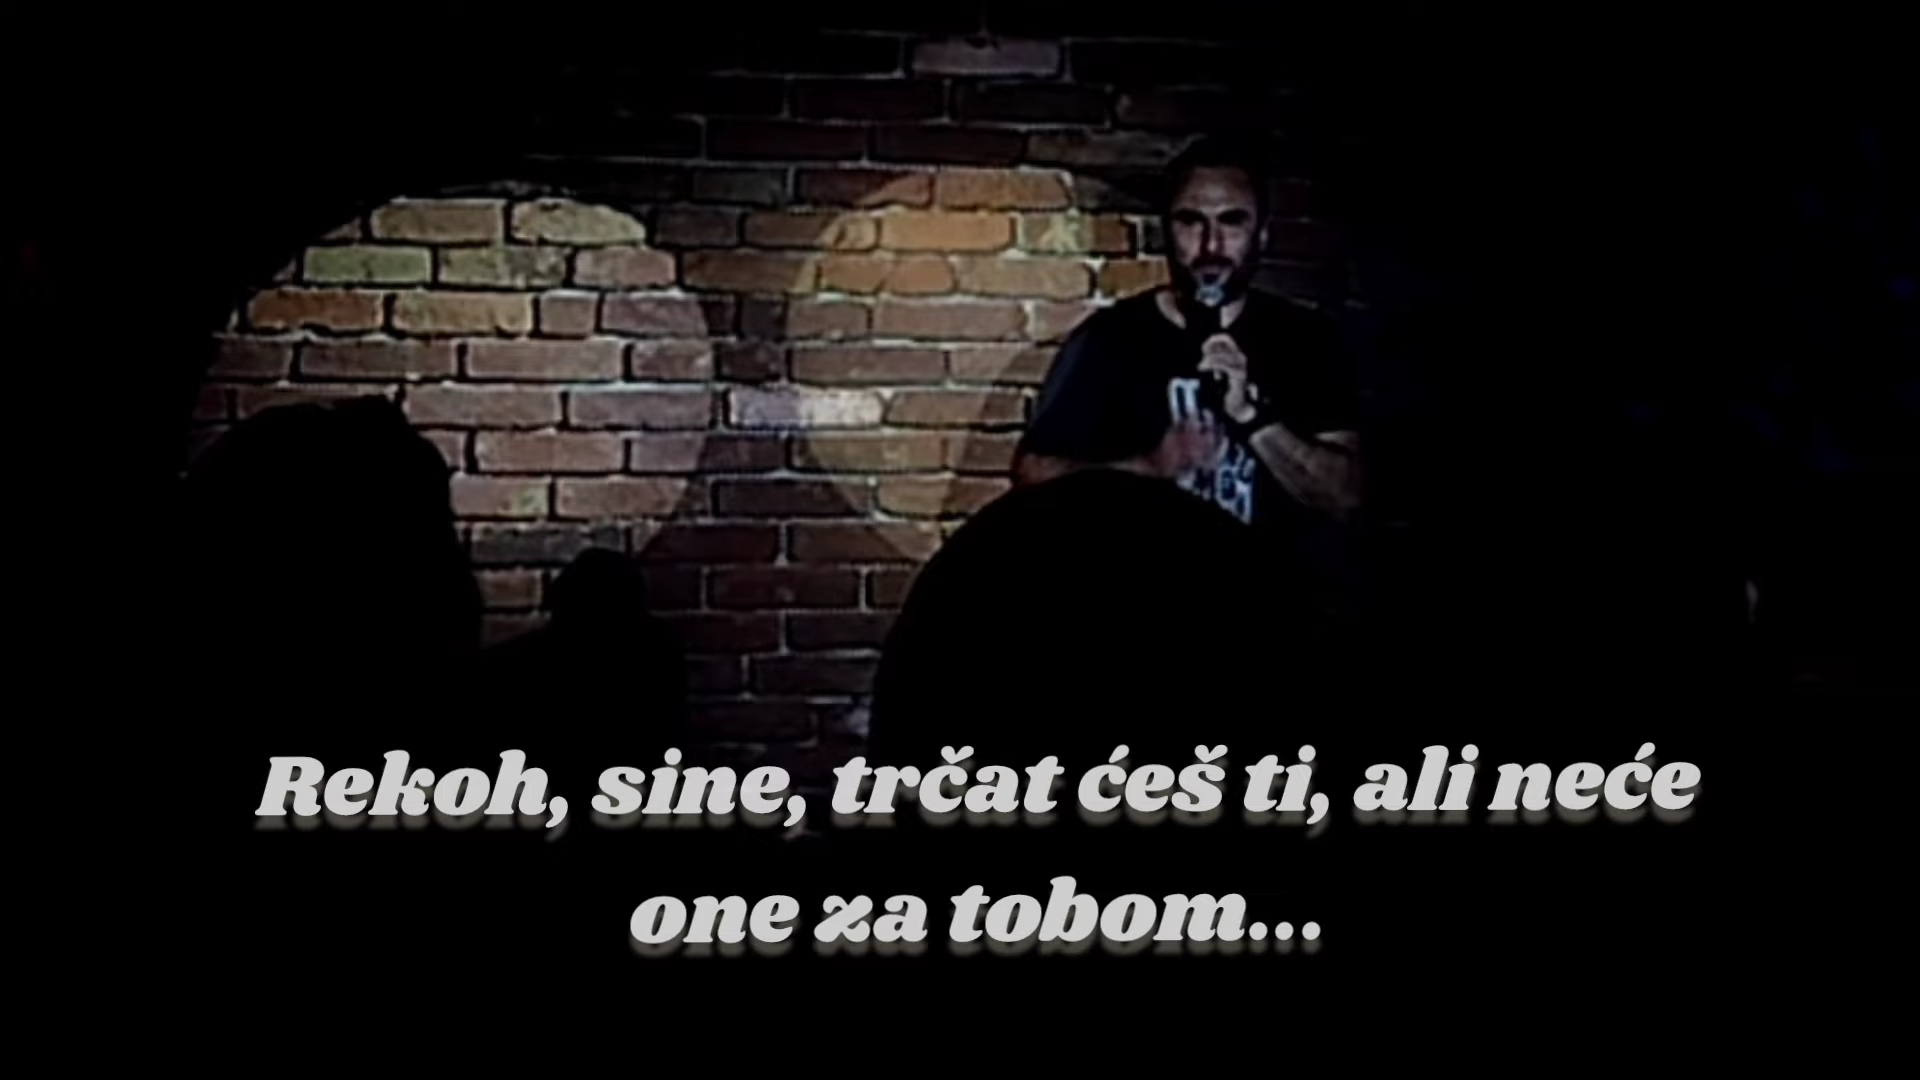 Rekoh, sine, trčat ćeš ti, ali neće
one za tobom...